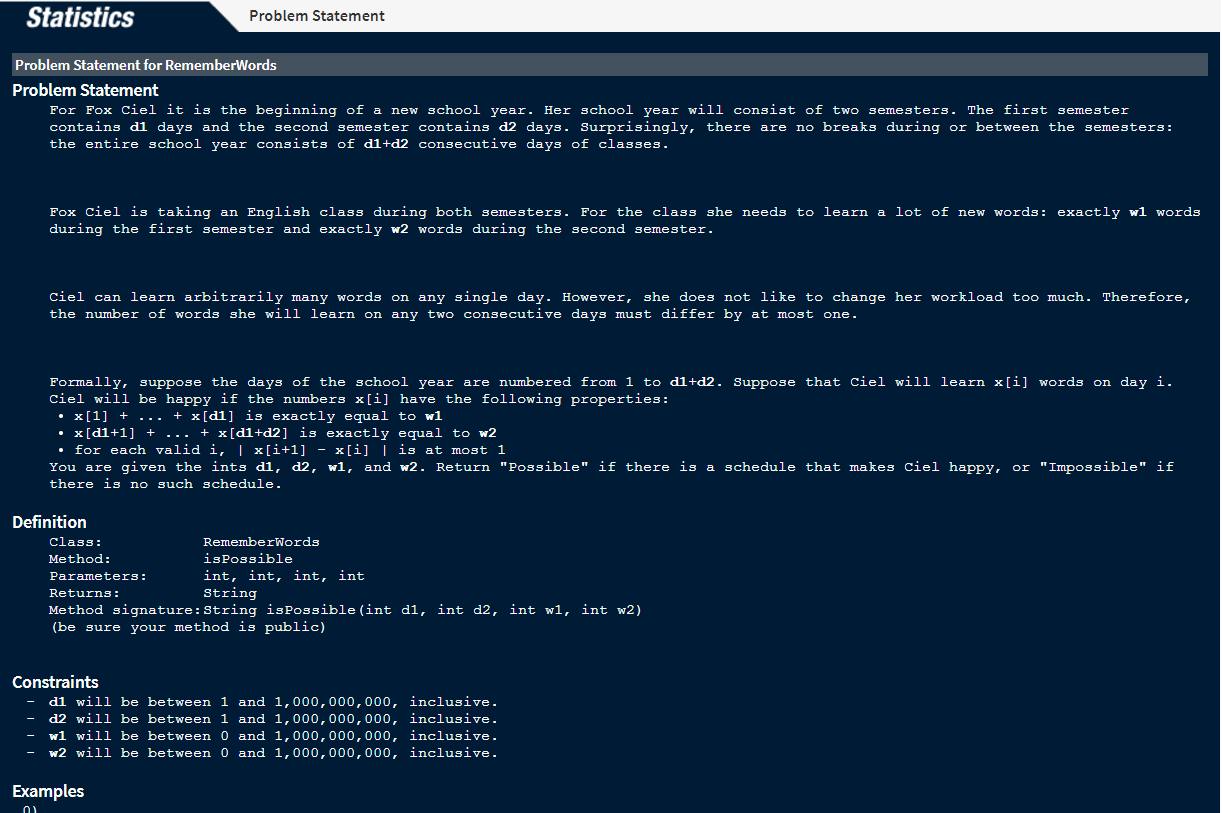 Statistics
Problem Statement
Problem Statement for RememberWords
Problem Statement
For Fox Ciel it is the beginning of a new school year. Her school year will consist of two semesters. The first semester
contains d1 days and the second semester contains d2 days. Surprisingly, there are no breaks during or between the semesters:
the entire school year consists of d1+d2 consecutive days of classes.
Fox Ciel is taking an English class during both semesters. For the class she needs to learn a lot of new words: exactly w1 words
during the first semester and exactly w2 words during the second semester.
Ciel can learn arbitrarily many words on any single day. However, she does not like to change her workload too much. Therefore,
the number of words she will learn on any two consecutive days must differ by at most one.
Formally, suppose the days of the school year are numbered from 1 to d1+d2. Suppose that Ciel will learn x[i] words on day i.
Ciel will be happy if the numbers x[i] have the following properties:
• x[1] + ... + x[d1] is exactly equal to w1
• x[d1+1] + ... + x[d1+d2] is exactly equal to w2
• for each valid i, | x[i+1] - x[i] | is at most 1
You are given the ints d1, d2, w1, and w2. Return "Possible" if there is a schedule that makes Ciel happy, or "Impossible" if
there is no such schedule.
Definition
Class: RememberWords
Method: isPossible
Parameters: int, int, int, int
Returns: String
Method signature: String isPossible(int d1, int d2, int w1, int w2)
(be sure your method is public)
Constraints
- d1 will be between 1 and 1,000,000,000, inclusive.
- d2 will be between 1 and 1,000,000,000, inclusive.
- w1 will be between 0 and 1,000,000,000, inclusive.
- w2 will be between 0 and 1,000,000,000, inclusive.
Examples
0)